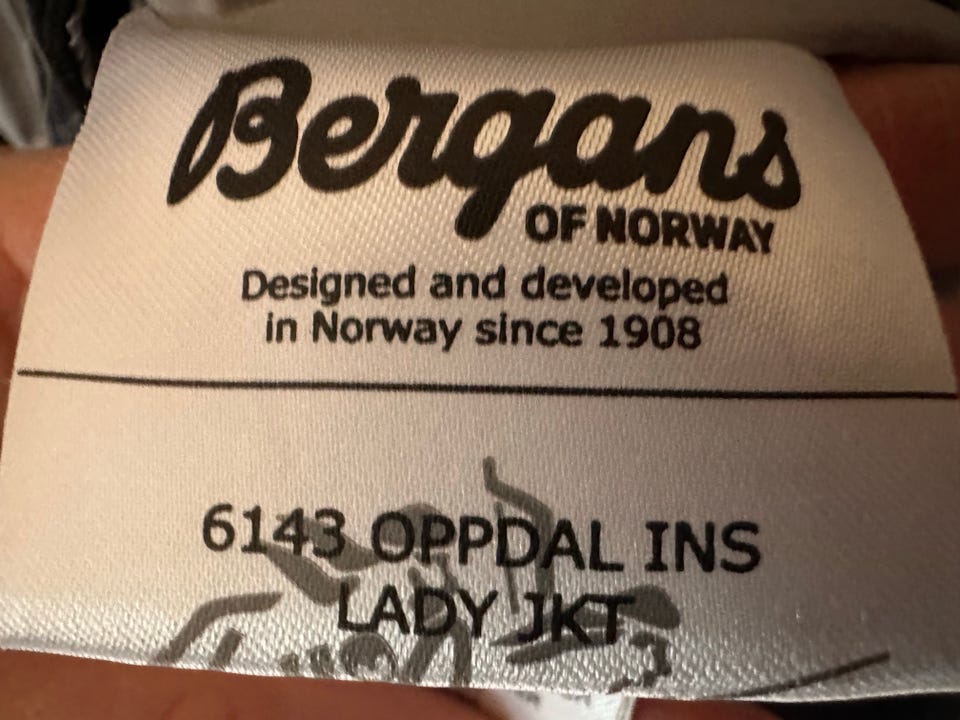 Bergans
OF NORWAY
Designed and developed
in Norway since 1908
6143 OPPDAL INS
LADY JKT